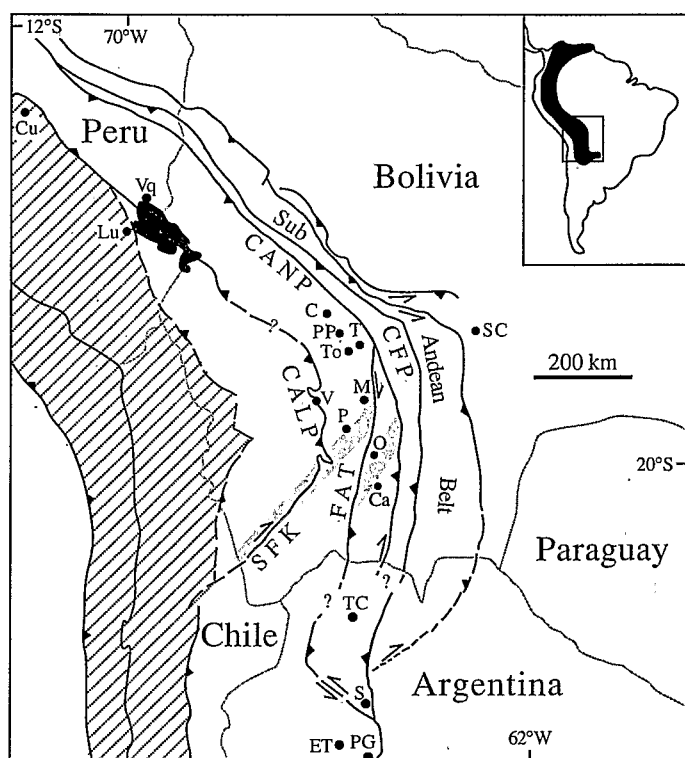 12°S
70°W
Cu
Peru
Bolivia
Vq
Lu
Sub
CANP
C
PP
T
To
SC
CFP
Andean
200 km
?
CALP
V
M
P
O
20°S
FAT
Ca
Belt
SFK
Paraguay
?
?
TC
Chile
Argentina
S
ET
PG
62°W